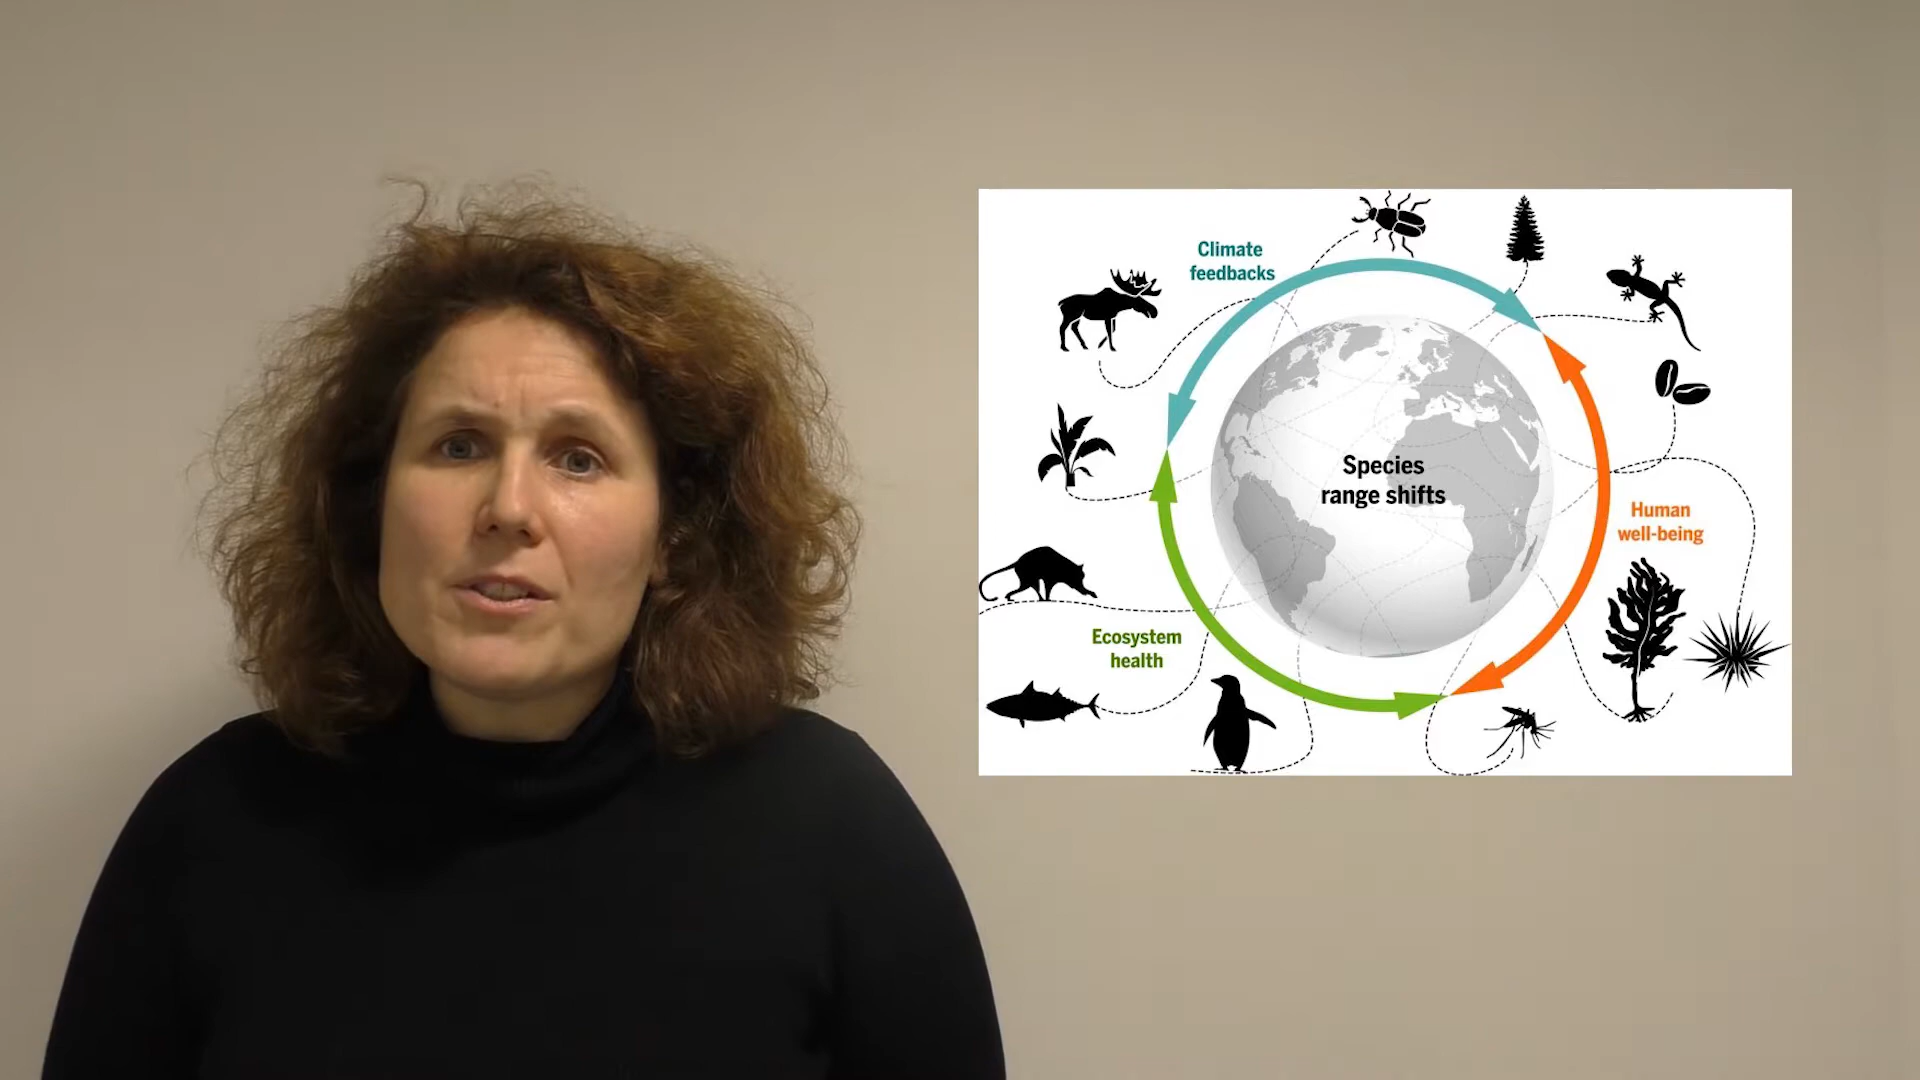 Climate
feedbacks
Species
range shifts
Human
well-being
Ecosystem
health